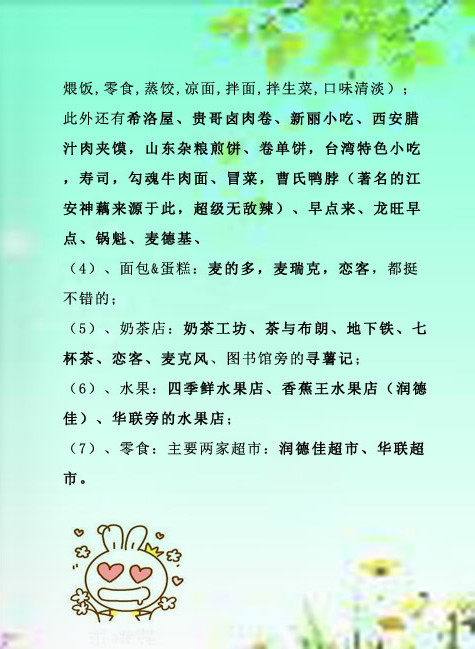 煨饭,零食,蒸饺,凉面,拌面,拌生菜,口味清淡）;
此外还有希洛屋、贵哥卤肉卷、新丽小吃、西安腊
汁肉夹馍，山东杂粮煎饼、卷单饼，台湾特色小吃
，寿司，勾魂牛肉面、冒菜，曹氏鸭脖（著名的江
安神藕来源于此，超级无敌辣）、早点来、龙旺早
点、锅魁、麦德基、
（4）、面包&蛋糕：麦的多，麦瑞克，恋客，都挺
不错的;
（5）、奶茶店：奶茶工坊、茶与布朗、地下铁、七
杯茶、恋客、麦克风、图书馆旁的寻薯记;
（6）、水果：四季鲜水果店、香蕉王水果店（润德
佳）、华联旁的水果店;
（7）、零食：主要两家超市：润德佳超市、华联超
市。